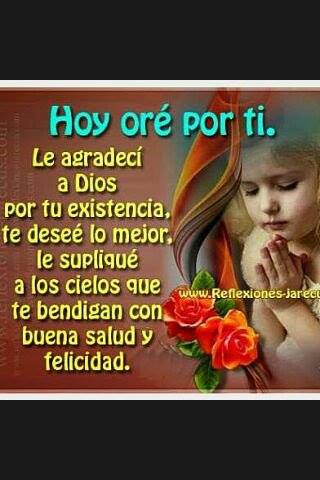 Hoy oré por ti.
Le agradecí
a Dios
por tu existencia,
te deseé lo mejor,
le supliqué
a los cielos que
te bendigan con
buena salud y
felicidad.
www.Reflexiones-jarecu